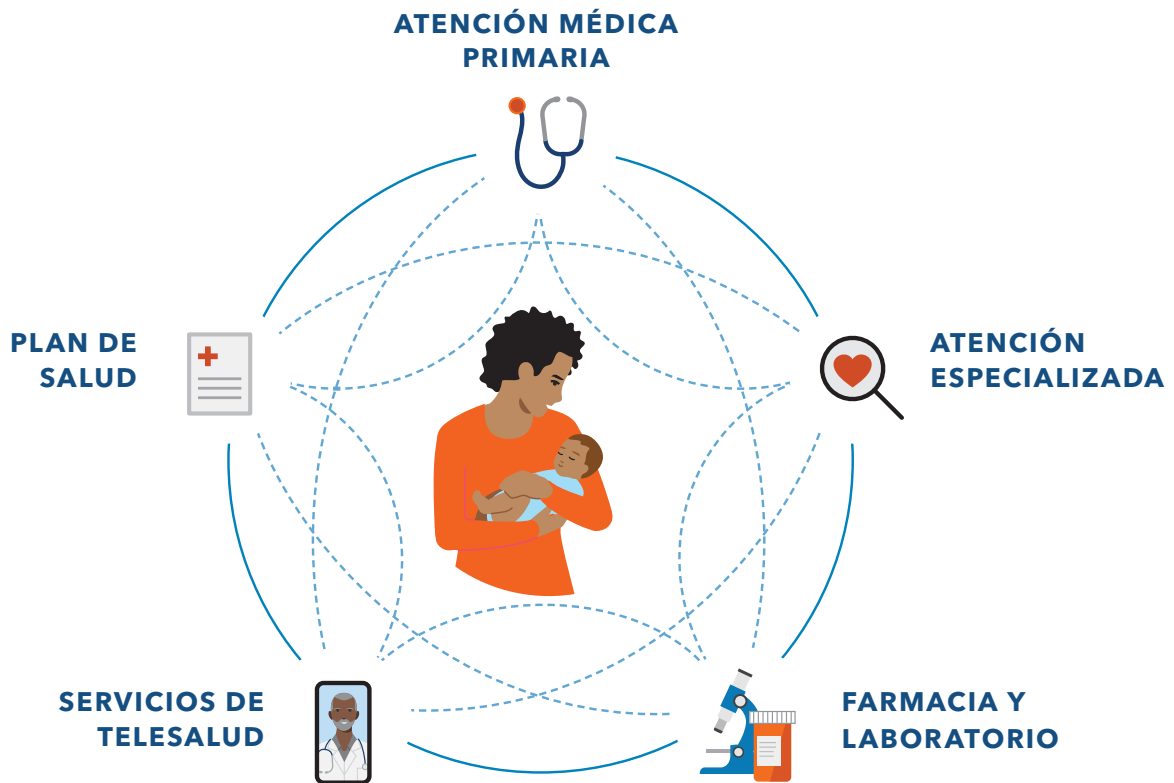 ATENCIÓN MÉDICA
PRIMARIA
PLAN DE
SALUD
ATENCIÓN
ESPECIALIZADA
SERVICIOS DE
TELESALUD
FARMACIA Y
LABORATORIO